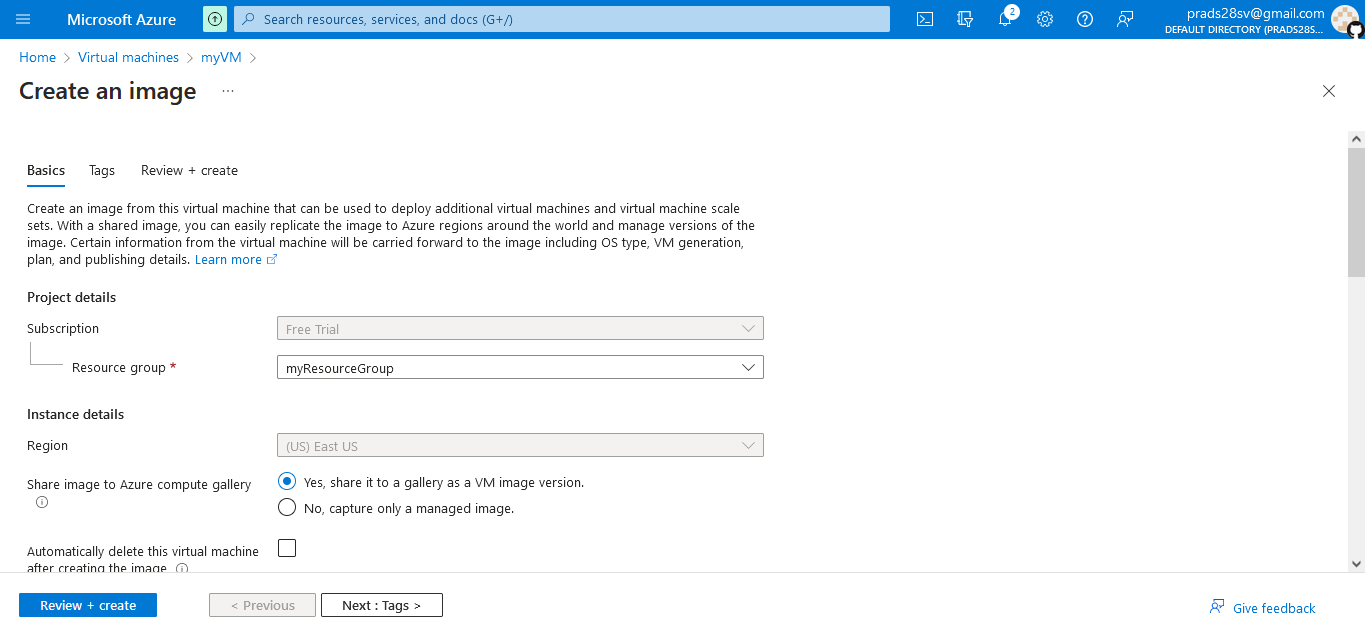 Microsoft Azure
Search resources, services, and docs (G+/)
2
prads28sv@gmail.com
DEFAULT DIRECTORY (PRADS28S...
Home > Virtual machines > myVM >
Create an image ...
Basics Tags Review + create
Create an image from this virtual machine that can be used to deploy additional virtual machines and virtual machine scale
sets. With a shared image, you can easily replicate the image to Azure regions around the world and manage versions of the
image. Certain information from the virtual machine will be carried forward to the image including OS type, VM generation,
plan, and publishing details. Learn more
Project details
Subscription Free Trial
Resource group * myResourceGroup
Instance details
Region (US) East US
Share image to Azure compute gallery
Yes, share it to a gallery as a VM image version.
No, capture only a managed image.
Automatically delete this virtual machine
after creating the image
Review + create < Previous Next : Tags > Give feedback